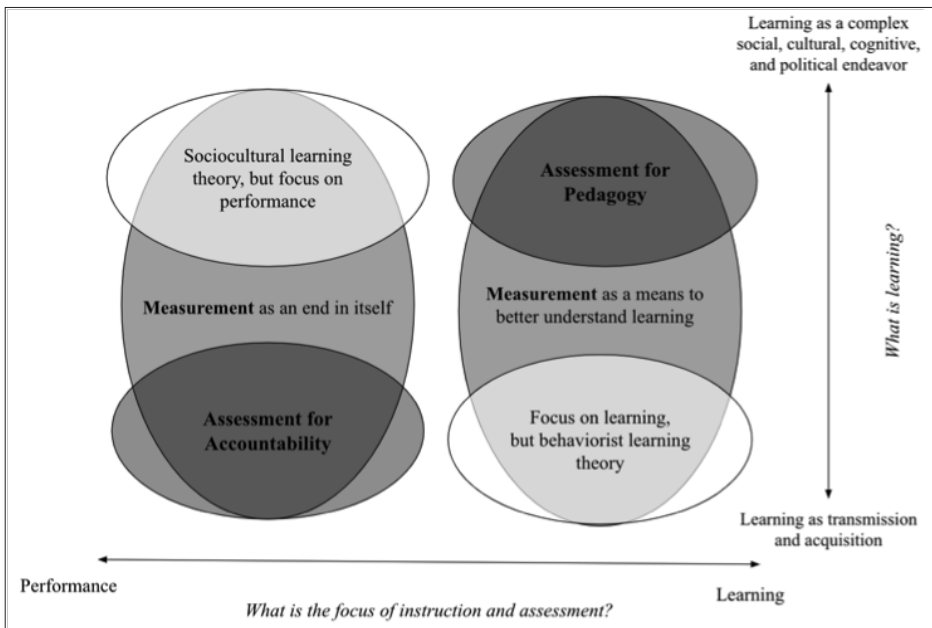 Learning as a complex
social, cultural, cognitive,
and political endeavor
Sociocultural learning
theory, but focus on
performance
Assessment for
Pedagogy
What is learning?
Measurement as an end in itself
Measurement as a means to
better understand learning
Assessment for
Accountability
Focus on learning,
but behaviorist learning
theory
Learning as transmission
and acquisition
Performance
Learning
What is the focus of instruction and assessment?